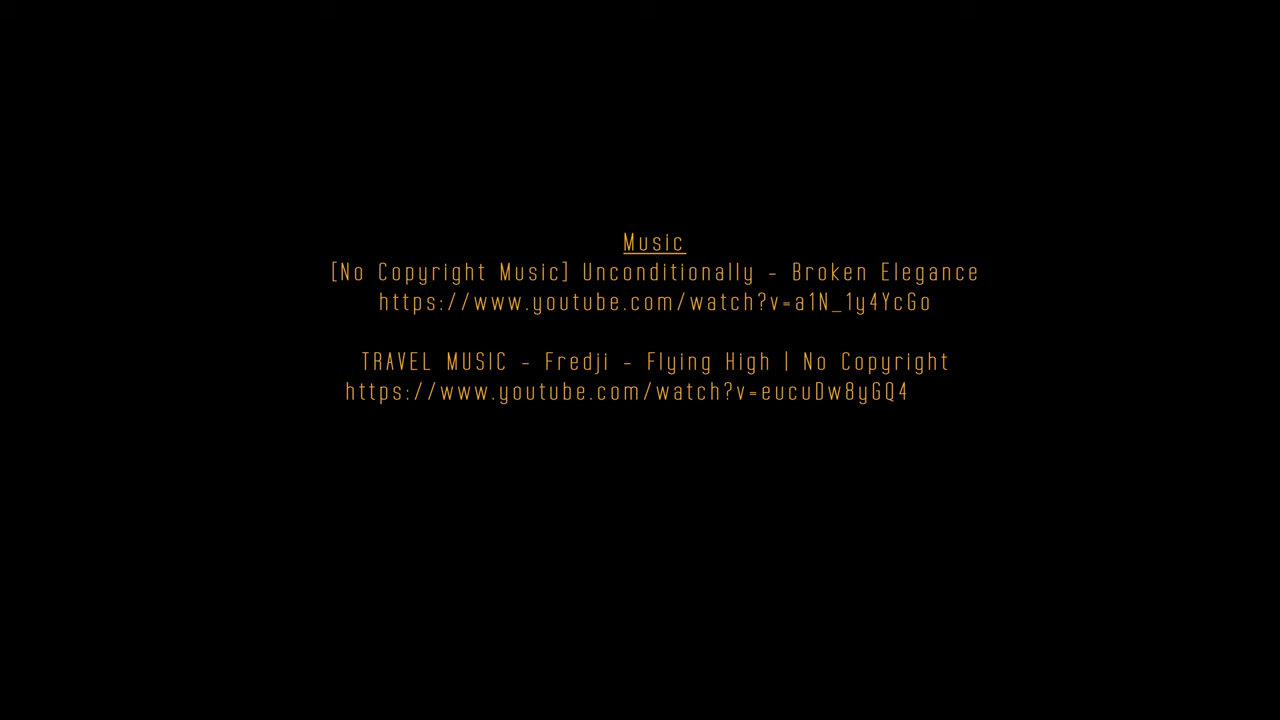 Music
[No Copyright Music] Unconditionally - Broken Elegance
https://www.youtube.com/watch?v=a1N_1y4YcGo
TRAVEL MUSIC - Fredji - Flying High | No Copyright
https://www.youtube.com/watch?v=eucuDw8yGQ4